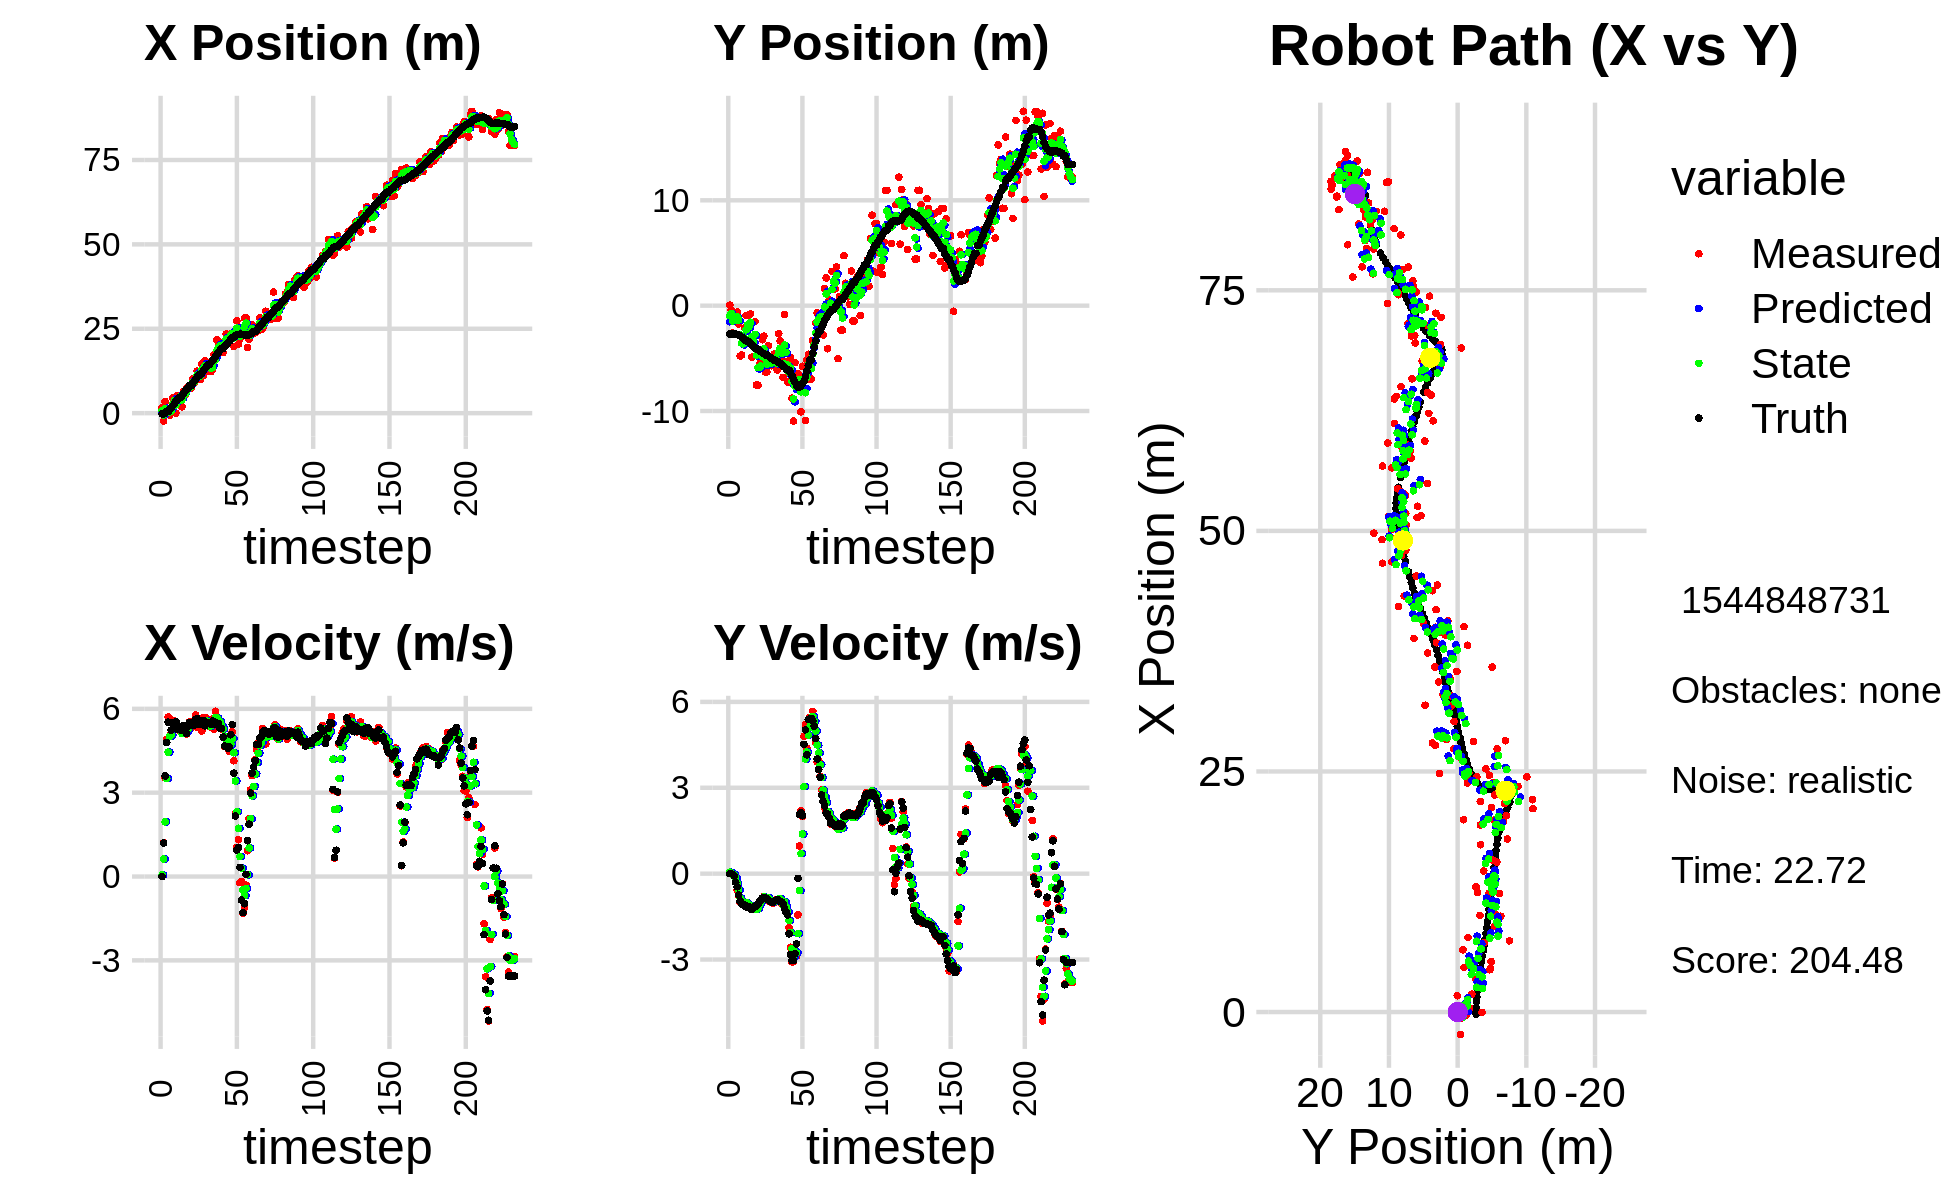 X Position (m)
75
50
25
0
0 50 100 150 200
timestep
Y Position (m)
10
0
-10
0 50 100 150 200
timestep
X Velocity (m/s)
6
3
0
-3
0 50 100 150 200
timestep
Y Velocity (m/s)
6
3
0
-3
0 50 100 150 200
timestep
Robot Path (X vs Y)
X Position (m)
75
50
25
0
20 10 0 -10 -20
Y Position (m)
variable
Measured
Predicted
State
Truth
1544848731
Obstacles: none
Noise: realistic
Time: 22.72
Score: 204.48